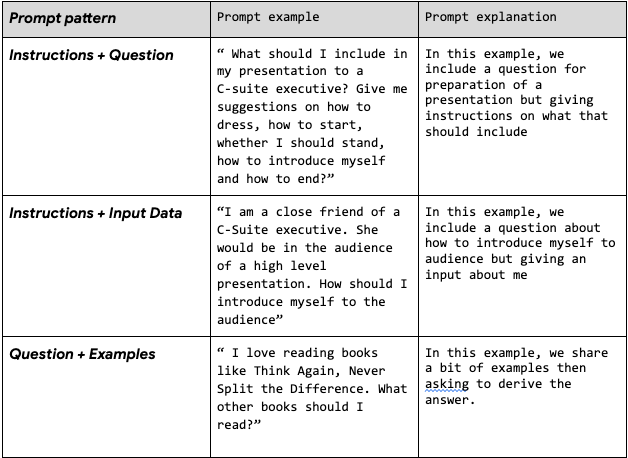 Prompt pattern
Prompt example
Prompt explanation
Instructions + Question
“ What should I include in
my presentation to a
C-suite executive? Give me
suggestions on how to
dress, how to start,
whether I should stand,
how to introduce myself
and how to end?”
In this example, we
include a question for
preparation of a
presentation but giving
instructions on what that
should include
Instructions + Input Data
“I am a close friend of a
C-Suite executive. She
would be in the audience
of a high level
presentation. How should I
introduce myself to the
audience”
In this example, we
include a question about
how to introduce myself to
audience but giving an
input about me
Question + Examples
“ I love reading books
like Think Again, Never
Split the Difference. What
other books should I
read?”
In this example, we share
a bit of examples then
asking to derive the
answer.